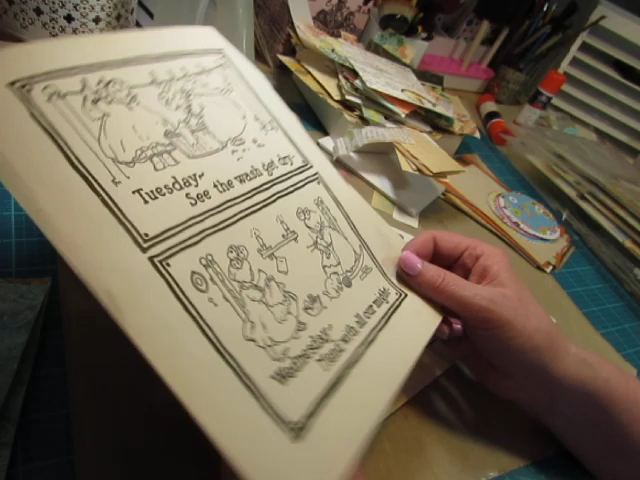 Tuesday~
See the wash get dry.
Wednesday~
with all our might